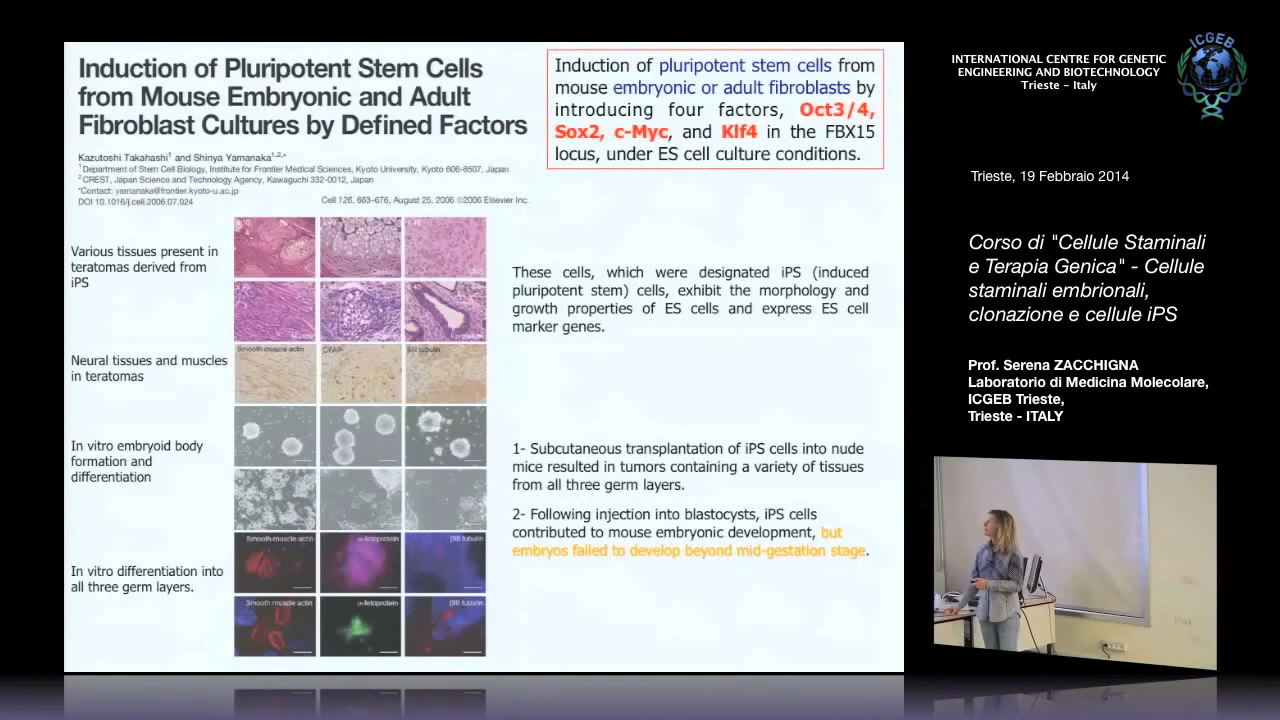 Induction of Pluripotent Stem Cells
from Mouse Embryonic and Adult
Fibroblast Cultures by Defined Factors
Kazutoshi Takahashi1 and Shinya Yamanaka1,2,*
1 Department of Stem Cell Biology, Institute for Frontier Medical Sciences, Kyoto University, Kyoto 606-8507, Japan
2 CREST, Japan Science and Technology Agency, Kawaguchi 332-0012, Japan
*Contact: yamanaka@frontier.kyoto-u.ac.jp
DOI 10.1016/j.cell.2006.07.024
Cell 126, 663–676, August 25, 2006 ©2006 Elsevier Inc.
Induction of pluripotent stem cells from
mouse embryonic or adult fibroblasts by
introducing four factors, Oct3/4,
Sox2, c-Myc, and Klf4 in the FBX15
locus, under ES cell culture conditions.
Various tissues present in
teratomas derived from
iPS
Neural tissues and muscles
in teratomas
In vitro embryoid body
formation and
differentiation
In vitro differentiation into
all three germ layers.
Smooth muscle actin
GFAP
βIII tubulin
Smooth muscle actin
α-fetoprotein
βIII tubulin
Smooth muscle actin
α-fetoprotein
βIII tubulin
These cells, which were designated iPS (induced
pluripotent stem) cells, exhibit the morphology and
growth properties of ES cells and express ES cell
marker genes.
1- Subcutaneous transplantation of iPS cells into nude
mice resulted in tumors containing a variety of tissues
from all three germ layers.
2- Following injection into blastocysts, iPS cells
contributed to mouse embryonic development, but
embryos failed to develop beyond mid-gestation stage.
INTERNATIONAL CENTRE FOR GENETIC
ENGINEERING AND BIOTECHNOLOGY
Trieste - Italy
ICGEB
Trieste, 19 Febbraio 2014
Corso di "Cellule Staminali
e Terapia Genica" - Cellule
staminali embrionali,
clonazione e cellule iPS
Prof. Serena ZACCHIGNA
Laboratorio di Medicina Molecolare,
ICGEB Trieste,
Trieste - ITALY